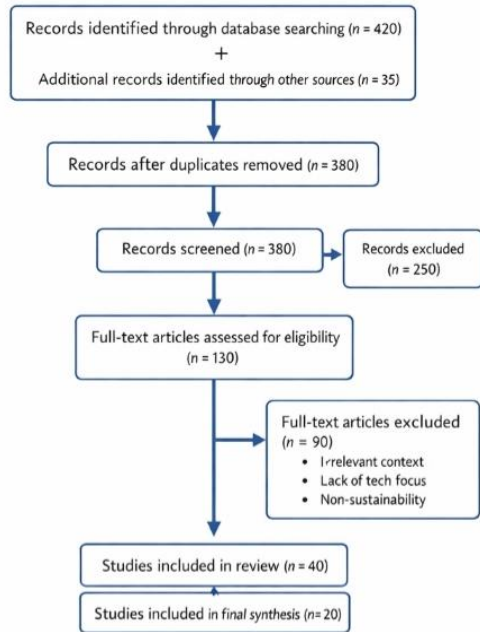 Records identified through database searching (n = 420)
+
Additional records identified through other sources (n = 35)
Records after duplicates removed (n = 380)
Records screened (n = 380)
Records excluded
(n = 250)
Full-text articles assessed for eligibility
(n = 130)
Full-text articles excluded
(n = 90)
• Irrelevant context
• Lack of tech focus
• Non-sustainability
Studies included in review (n = 40)
Studies included in final synthesis (n=20)